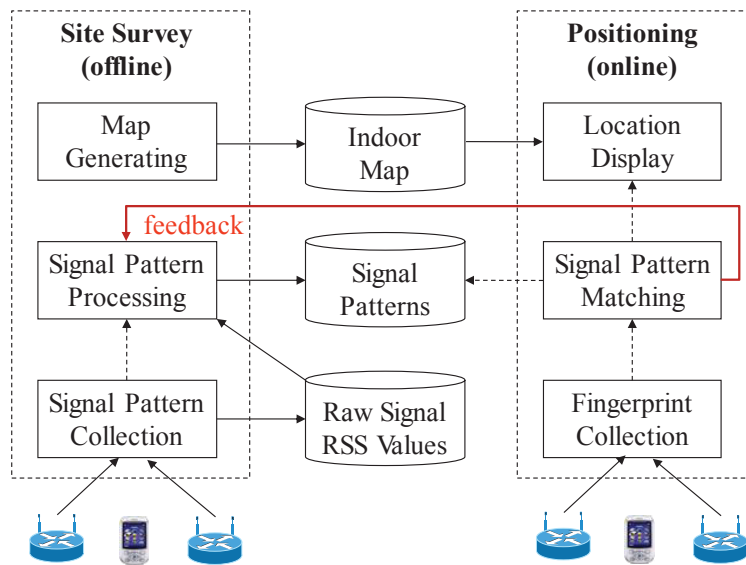 Site Survey
(offline)
Positioning
(online)
Map
Generating
Indoor
Map
Location
Display
feedback
Signal Pattern
Processing
Signal
Patterns
Signal Pattern
Matching
Signal Pattern
Collection
Raw Signal
RSS Values
Fingerprint
Collection